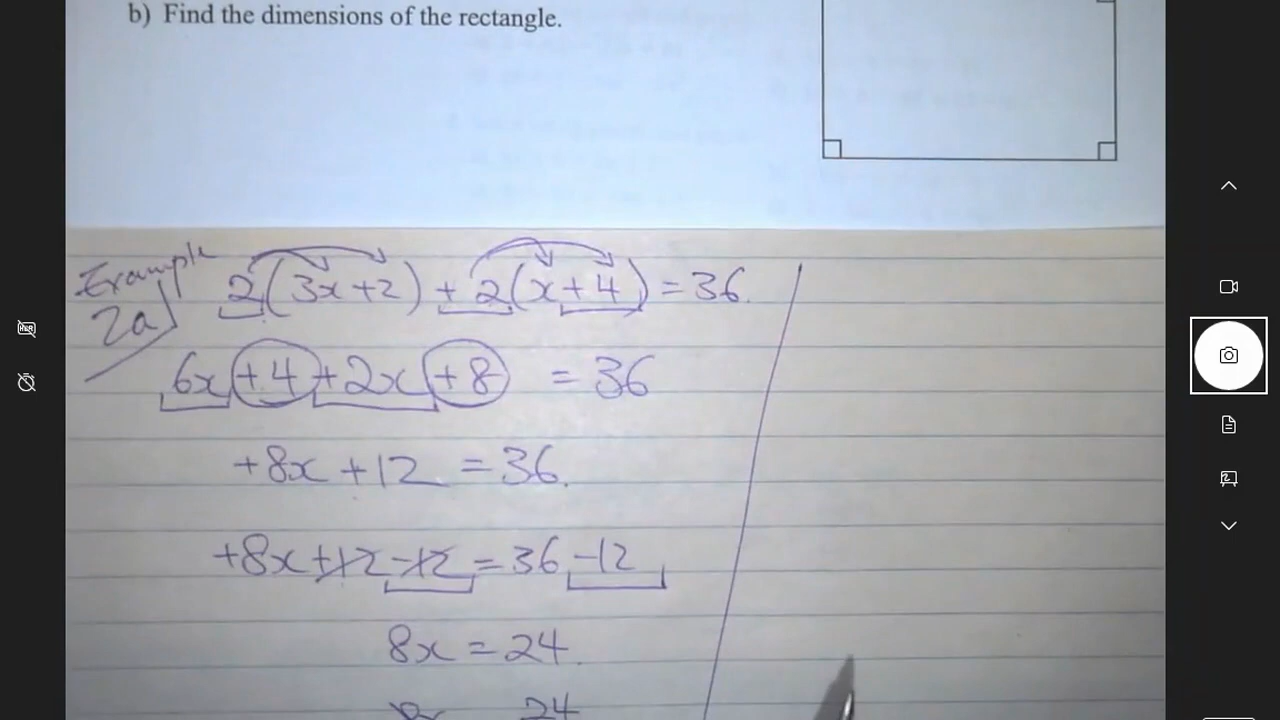 b) Find the dimensions of the rectangle.
Example
2a)
2(3x+2) + 2(x+4) = 36.
6x +4 +2x +8 = 36
+8x +12 = 36.
+8x+12-12 = 36 -12
8x = 24.
24